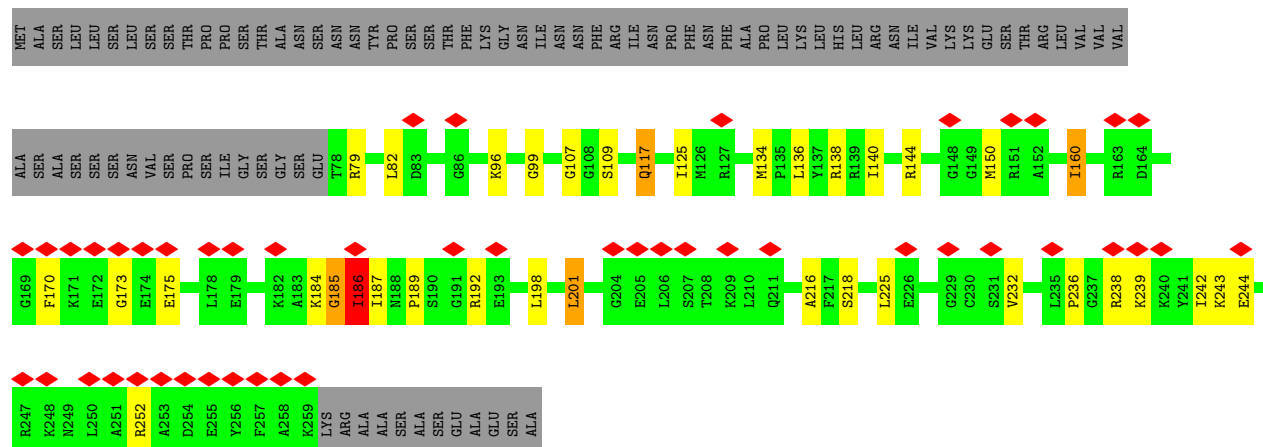 MET ALA SER LEU LEU SER LEU SER SER THR PRO PRO SER THR ALA ASN SER ASN ASN TYR PRO SER SER THR PHE LYS GLY ASN ILE ASN ASN PHE ARG ILE ASN PRO PHE ASN PHE ALA PRO LEU LYS LEU HIS LEU ARG ASN ILE VAL LYS LYS GLU SER THR ARG LEU VAL VAL VAL
ALA SER ALA SER SER SER ASN VAL SER PRO SER ILE GLY SER GLY SER GLU T78 R79 L82 D83 G86 K96 G99 G107 G108 S109 Q117 I125 M126 R127 M134 P135 L136 Y137 R138 R139 I140 R144 G148 G149 M150 R151 A152 I160 R163 D164
G169 F170 K171 E172 G173 E174 E175 L178 E179 K182 A183 K184 G185 I186 I187 N188 P189 S190 G191 R192 E193 L198 L201 G204 E205 L206 S207 T208 K209 L210 Q211 A216 F217 S218 L225 E226 G229 C230 S231 V232 L235 P236 G237 R238 K239 K240 Y241 I242 K243 E244
R247 K248 N249 L250 A251 R252 A253 D254 E255 Y256 F257 A258 K259 LYS ARG ALA ALA SER ALA SER GLU ALA GLU SER ALA